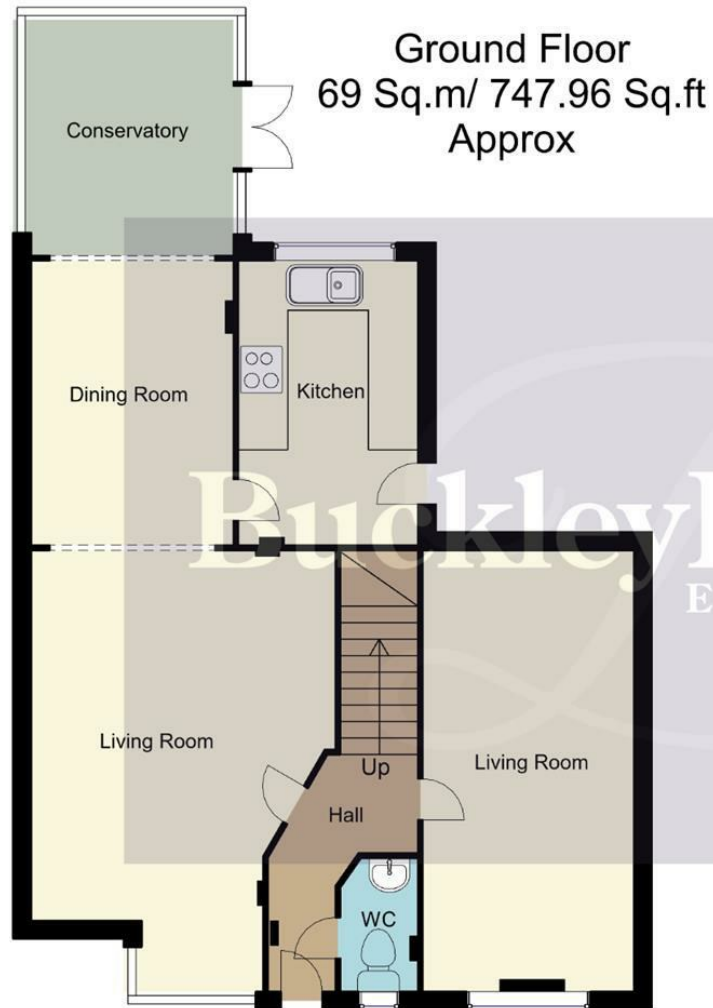 Ground Floor
69 Sq.m/ 747.96 Sq.ft
Approx
Conservatory
Dining Room
Kitchen
Living Room
Up
Living Room
Hall
WC